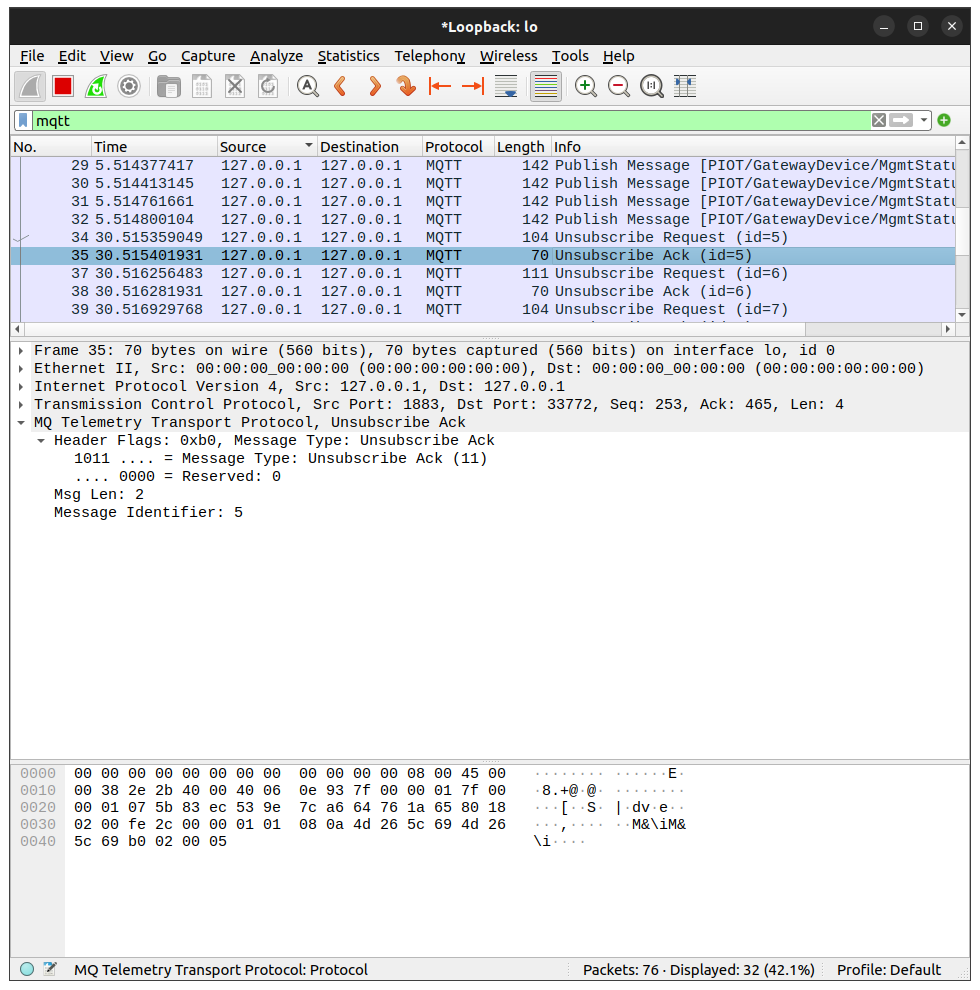 *Loopback: lo
File Edit View Go Capture Analyze Statistics Telephony Wireless Tools Help
mqtt
No. Time Source Destination Protocol Length Info
29 5.514377417 127.0.0.1 127.0.0.1 MQTT 142 Publish Message [PIOT/GatewayDevice/MgmtStatu
30 5.514413145 127.0.0.1 127.0.0.1 MQTT 142 Publish Message [PIOT/GatewayDevice/MgmtStatu
31 5.514761661 127.0.0.1 127.0.0.1 MQTT 142 Publish Message [PIOT/GatewayDevice/MgmtStatu
32 5.514800104 127.0.0.1 127.0.0.1 MQTT 142 Publish Message [PIOT/GatewayDevice/MgmtStatu
34 30.515359049 127.0.0.1 127.0.0.1 MQTT 104 Unsubscribe Request (id=5)
35 30.515401931 127.0.0.1 127.0.0.1 MQTT 70 Unsubscribe Ack (id=5)
37 30.516256483 127.0.0.1 127.0.0.1 MQTT 111 Unsubscribe Request (id=6)
38 30.516281931 127.0.0.1 127.0.0.1 MQTT 70 Unsubscribe Ack (id=6)
39 30.516929768 127.0.0.1 127.0.0.1 MQTT 104 Unsubscribe Request (id=7)
Frame 35: 70 bytes on wire (560 bits), 70 bytes captured (560 bits) on interface lo, id 0
Ethernet II, Src: 00:00:00_00:00:00 (00:00:00:00:00:00), Dst: 00:00:00_00:00:00 (00:00:00:00:00:00)
Internet Protocol Version 4, Src: 127.0.0.1, Dst: 127.0.0.1
Transmission Control Protocol, Src Port: 1883, Dst Port: 33772, Seq: 253, Ack: 465, Len: 4
MQ Telemetry Transport Protocol, Unsubscribe Ack
Header Flags: 0xb0, Message Type: Unsubscribe Ack
1011 .... = Message Type: Unsubscribe Ack (11)
.... 0000 = Reserved: 0
Msg Len: 2
Message Identifier: 5
0000 00 00 00 00 00 00 00 00 00 00 00 00 08 00 45 00 ········ ······E·
0010 00 38 2e 2b 40 00 40 06 0e 93 7f 00 00 01 7f 00 ·8.+@·@· ········
0020 00 01 07 5b 83 ec 53 9e 7c a6 64 76 1a 65 80 18 ···[··S· |·dv·e··
0030 02 00 fe 2c 00 00 01 01 08 0a 4d 26 5c 69 4d 26 ···,···· ··M&\iM&
0040 5c 69 b0 02 00 05 \i····
MQ Telemetry Transport Protocol: Protocol Packets: 76 · Displayed: 32 (42.1%) Profile: Default